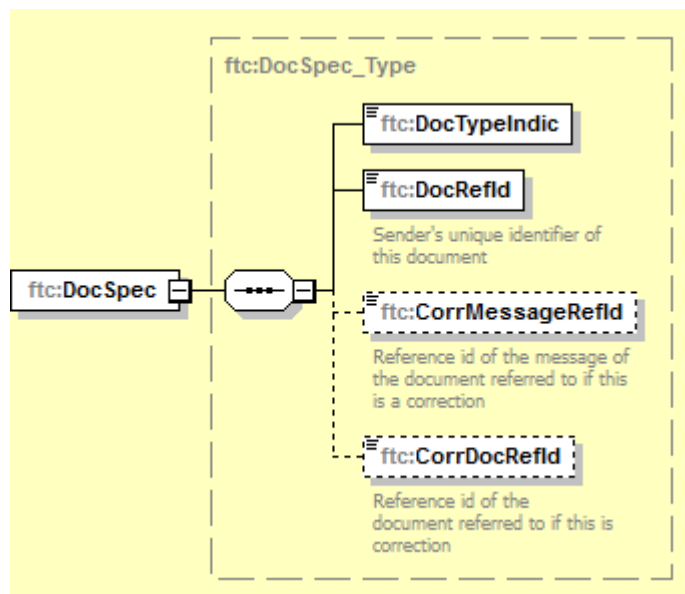 ftc:DocSpec_Type
ftc:DocTypeIndic
ftc:DocRefId
Sender's unique identifier of
this document
ftc:DocSpec
ftc:CorrMessageRefId
Reference id of the message of
the document referred to if this
is a correction
ftc:CorrDocRefId
Reference id of the
document referred to if this is
correction